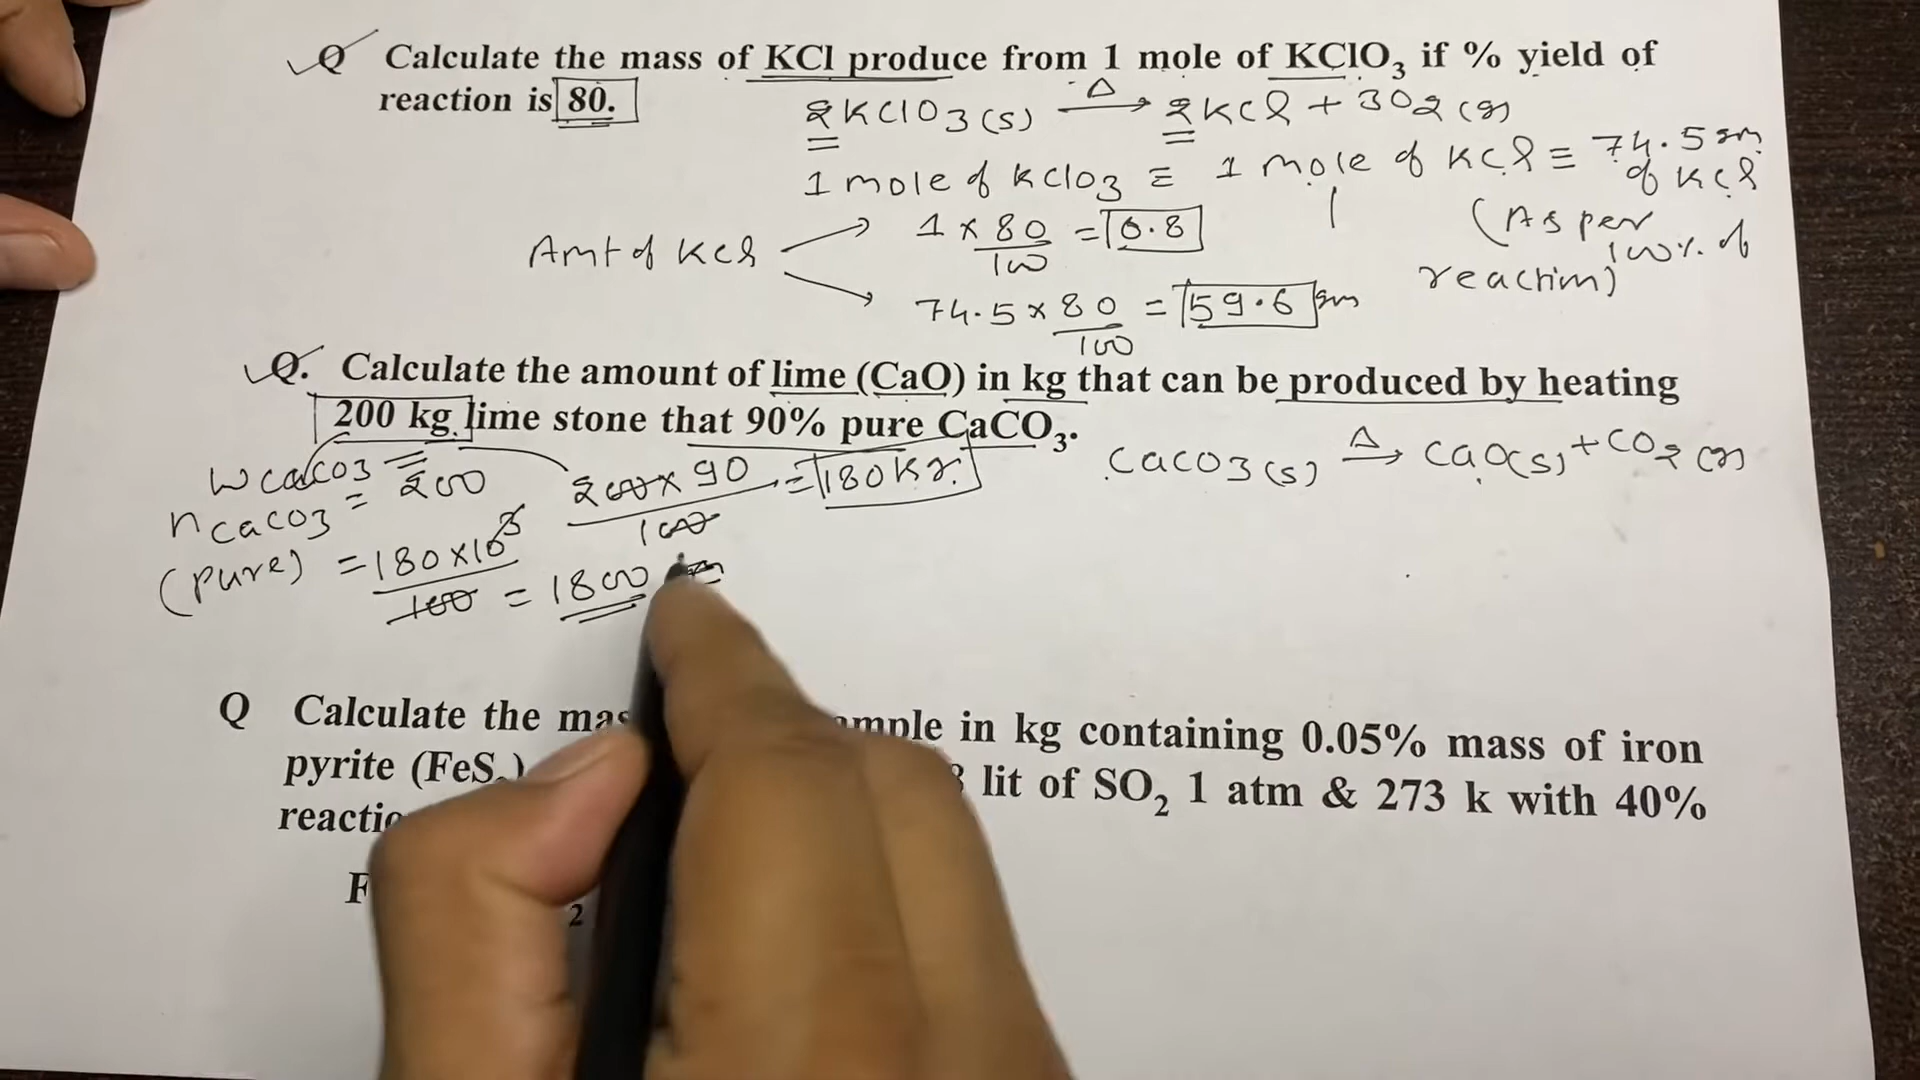 Q Calculate the mass of KCl produce from 1 mole of KClO₃ if % yield of
reaction is 80.
2KClO3(s) Δ→ 2KCl + 3O2(g)
1 mole of KClO3 ≡ 1 mole of KCl ≡ 74.5 gm
of KCl
(As per
100% of
reaction)
Amt of KCl → 1 × 80/100 = 0.8
→ 74.5 × 80/100 = 59.6 gm
Q. Calculate the amount of lime (CaO) in kg that can be produced by heating
200 kg lime stone that 90% pure CaCO₃.
CaCO3(s) Δ→ CaO(s) + CO2(g)
WCaCO3 = 200
200 × 90/100 = 180 Kg.
nCaCO3 =
(pure) = 180×10³/100 = 1800
Q Calculate the in kg containing 0.05% mass of iron
pyrite (FeS lit of SO₂ 1 atm & 273 k with 40%
F
2